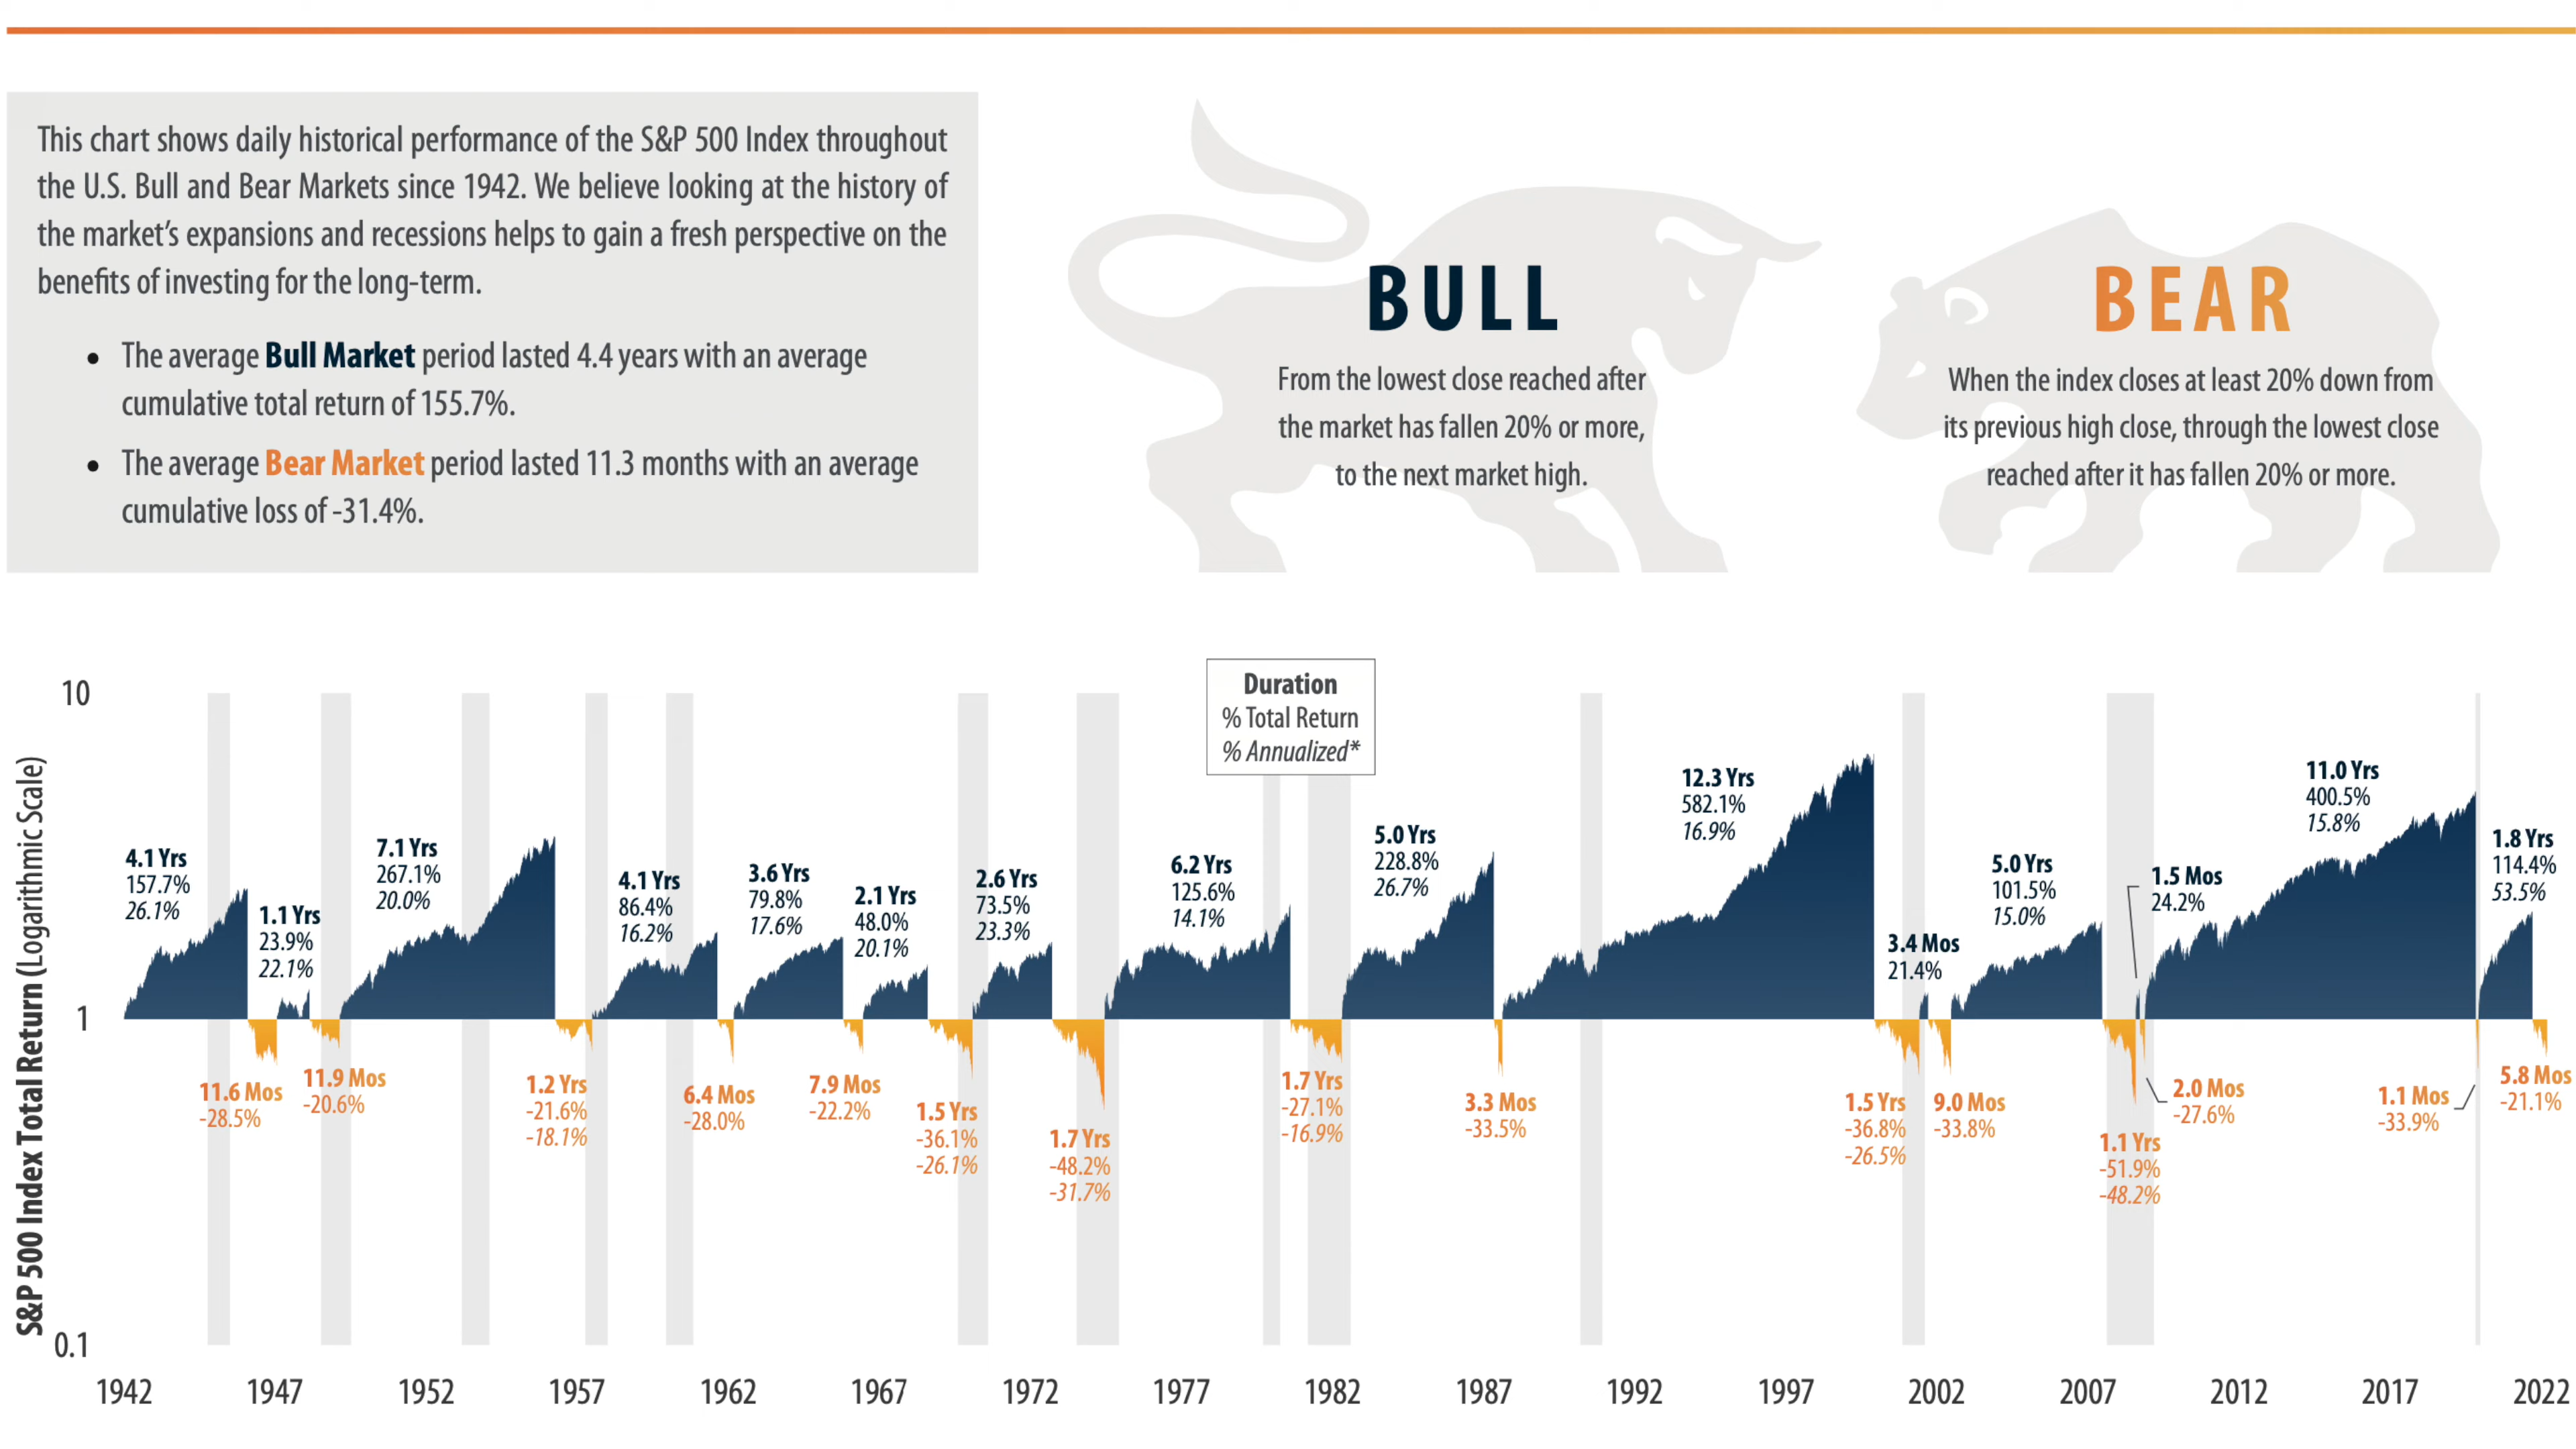 This chart shows daily historical performance of the S&P 500 Index throughout
the U.S. Bull and Bear Markets since 1942. We believe looking at the history of
the market's expansions and recessions helps to gain a fresh perspective on the
benefits of investing for the long-term.
• The average Bull Market period lasted 4.4 years with an average
cumulative total return of 155.7%.
• The average Bear Market period lasted 11.3 months with an average
cumulative loss of -31.4%.
BULL
From the lowest close reached after
the market has fallen 20% or more,
to the next market high.
BEAR
When the index closes at least 20% down from
its previous high close, through the lowest close
reached after it has fallen 20% or more.
S&P 500 Index Total Return (Logarithmic Scale)
10
1
0.1
Duration
% Total Return
% Annualized*
4.1 Yrs
157.7%
26.1%
1.1 Yrs
23.9%
22.1%
7.1 Yrs
267.1%
20.0%
4.1 Yrs
86.4%
16.2%
3.6 Yrs
79.8%
17.6%
2.1 Yrs
48.0%
20.1%
2.6 Yrs
73.5%
23.3%
6.2 Yrs
125.6%
14.1%
5.0 Yrs
228.8%
26.7%
12.3 Yrs
582.1%
16.9%
3.4 Mos
21.4%
5.0 Yrs
101.5%
15.0%
1.5 Mos
24.2%
11.0 Yrs
400.5%
15.8%
1.8 Yrs
114.4%
53.5%
11.6 Mos
-28.5%
11.9 Mos
-20.6%
1.2 Yrs
-21.6%
-18.1%
6.4 Mos
-28.0%
7.9 Mos
-22.2%
1.5 Yrs
-36.1%
-26.1%
1.7 Yrs
-48.2%
-31.7%
1.7 Yrs
-27.1%
-16.9%
3.3 Mos
-33.5%
1.5 Yrs
-36.8%
-26.5%
9.0 Mos
-33.8%
1.1 Yrs
-51.9%
-48.2%
2.0 Mos
-27.6%
1.1 Mos
-33.9%
5.8 Mos
-21.1%
1942 1947 1952 1957 1962 1967 1972 1977 1982 1987 1992 1997 2002 2007 2012 2017 2022